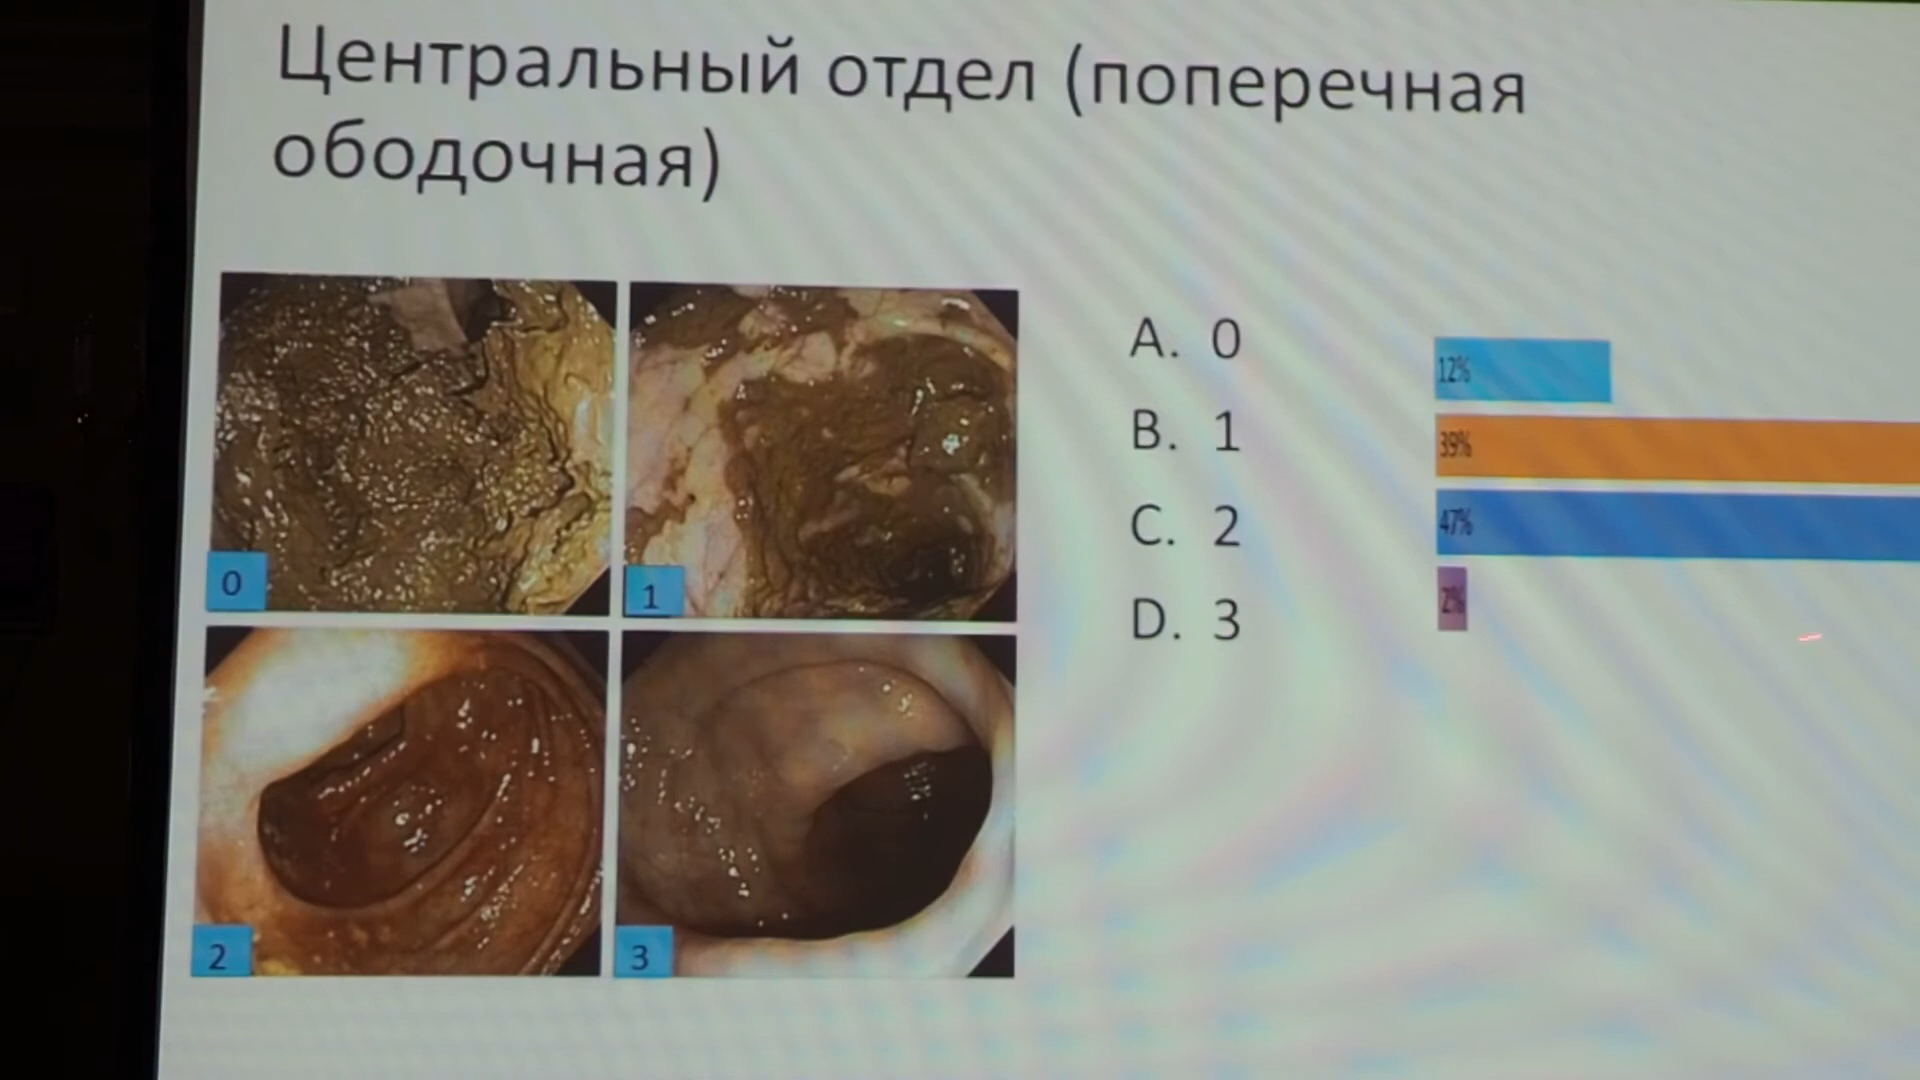 Центральный отдел (поперечная
ободочная)
0
1
2
3
A. 0
B. 1
C. 2
D. 3
12%
39%
47%
2%